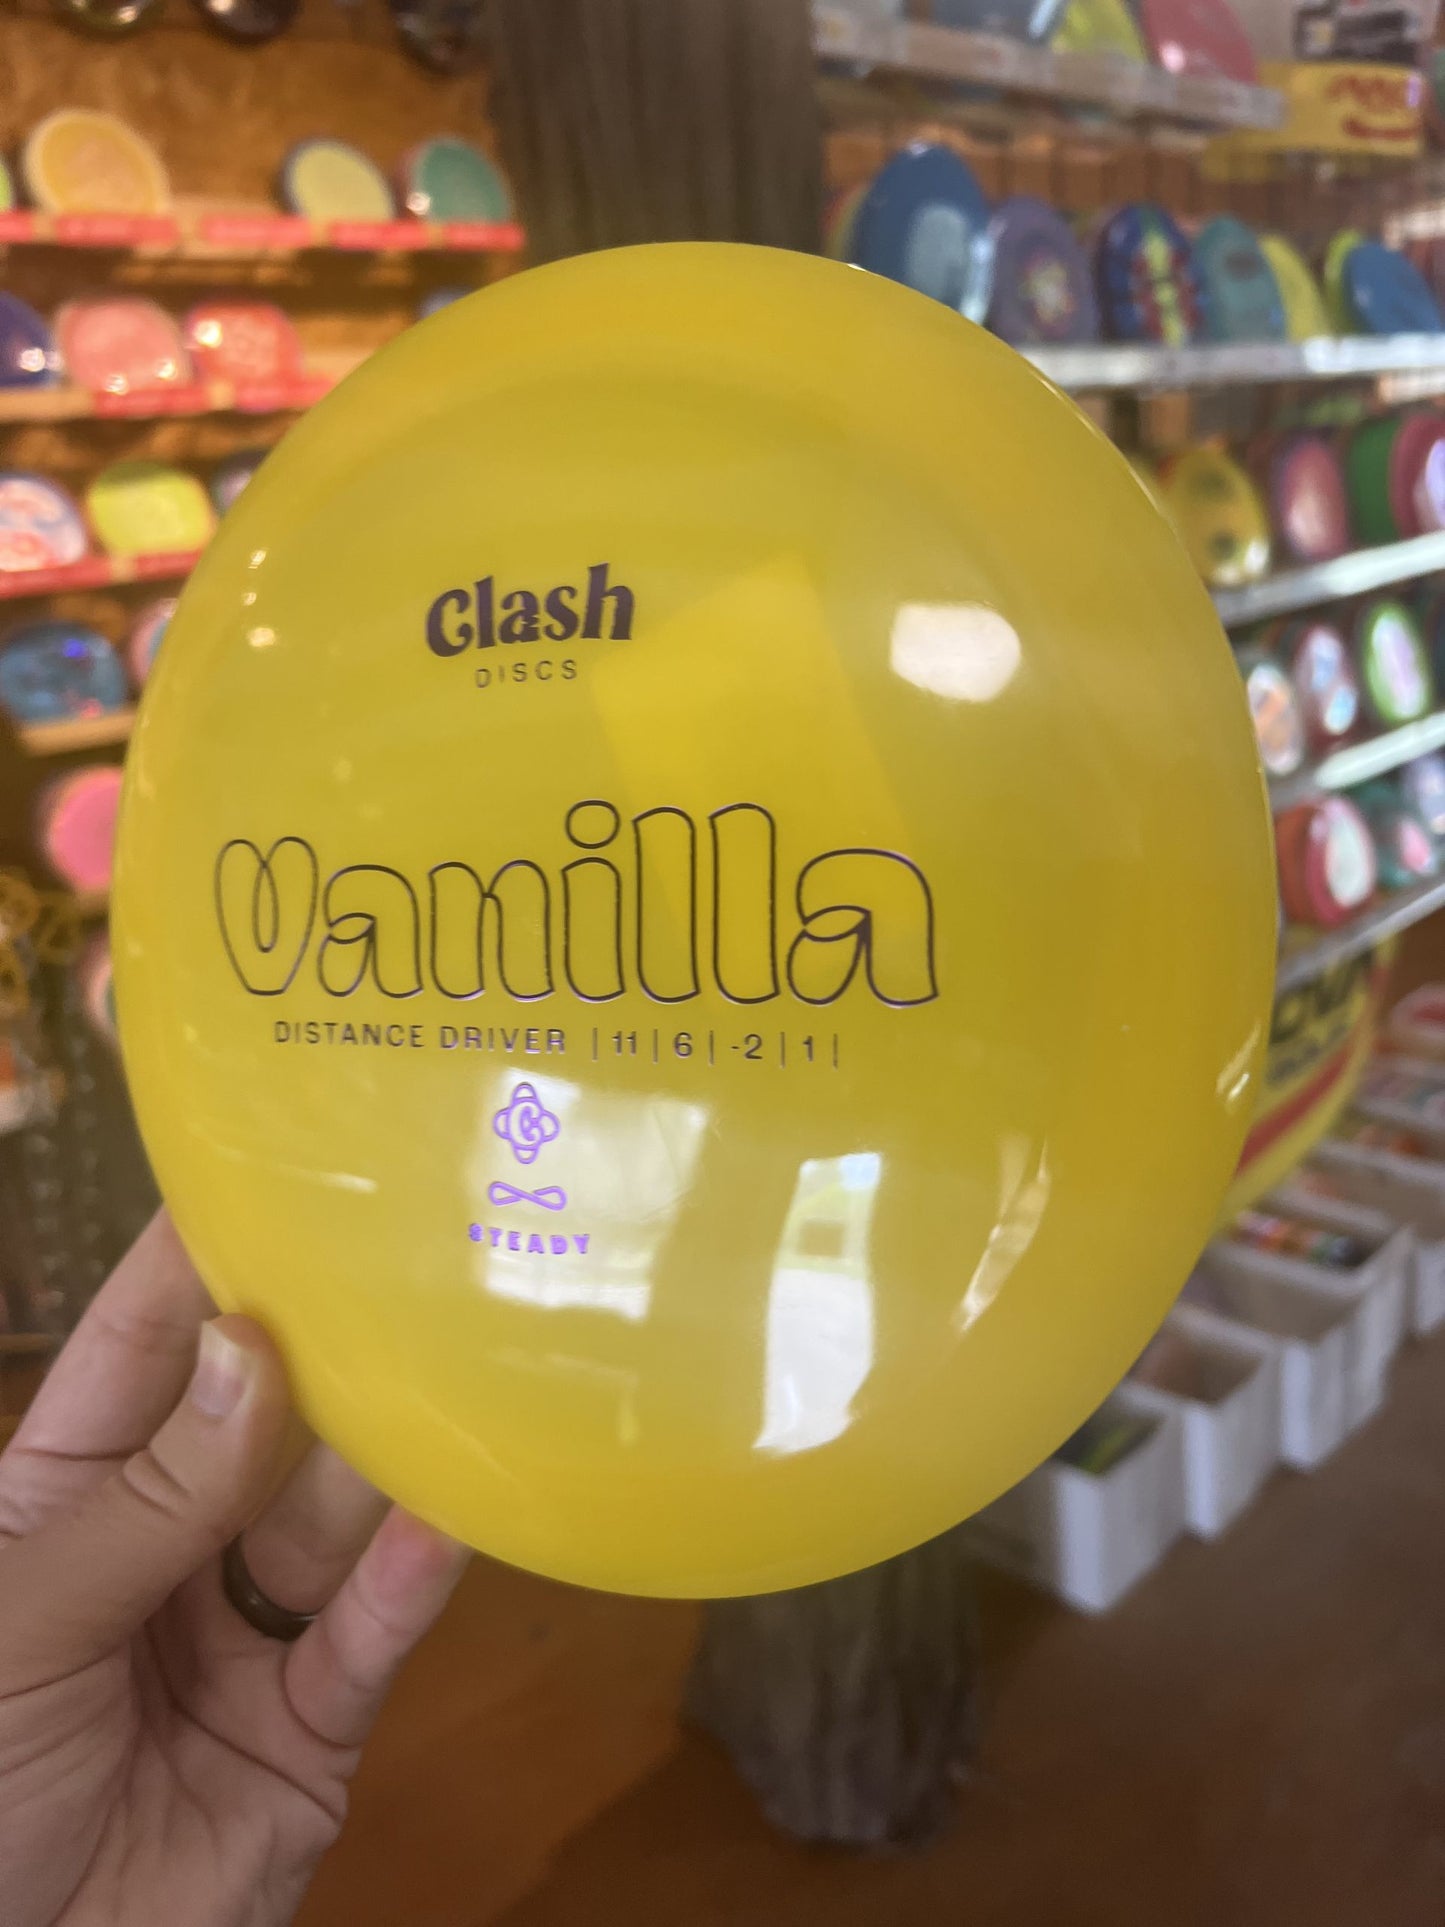 Clash
DISCS
Vanilla
DISTANCE DRIVER | 11 | 6 | -2 | 1 |
C
STEADY